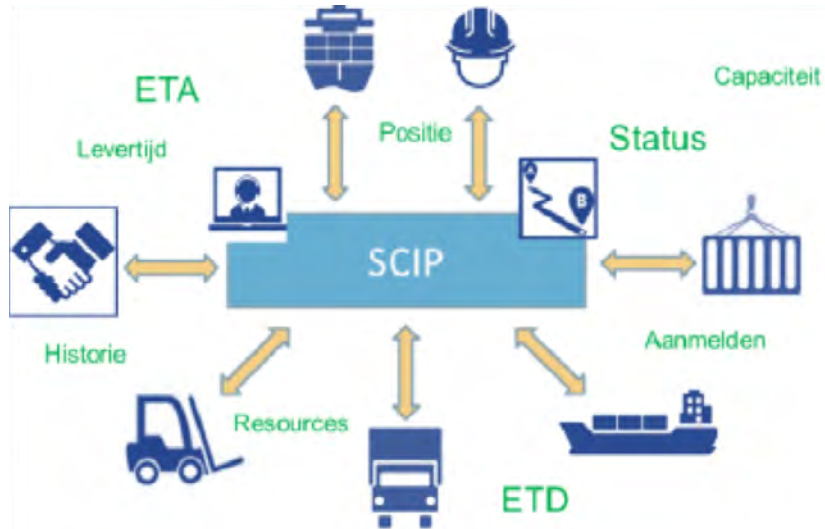 ETA
Capaciteit
Levertijd
Positie
Status
A
B
SCIP
Historie
Aanmelden
Resources
ETD